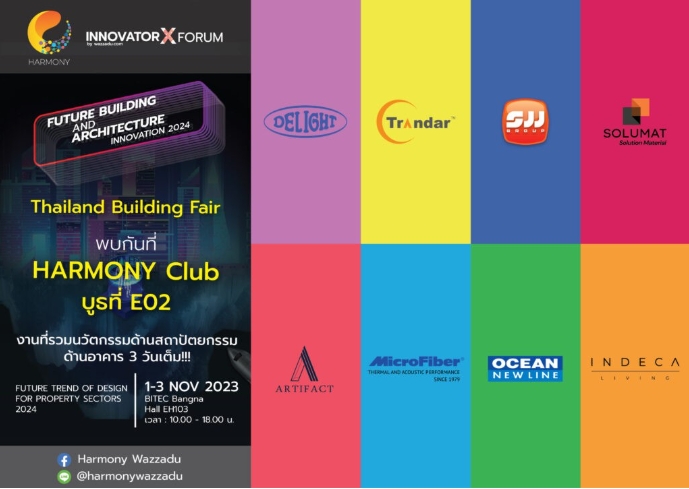 HARMONY
INNOVATOR X FORUM
by wazzadu.com
FUTURE BUILDING
AND
ARCHITECTURE
INNOVATION 2024
Thailand Building Fair
พบกันที่
HARMONY Club
บูธที่ E02
งานที่รวมนวัตกรรมด้านสถาปัตยกรรม
ด้านอาคาร 3 วันเต็ม!!!
FUTURE TREND OF DESIGN
FOR PROPERTY SECTORS
2024
1-3 NOV 2023
BITEC Bangna
Hall EH103
เวลา : 10.00 - 18.00 น.
Harmony Wazzadu
@harmonywazzadu
DELIGHT
Trandar™
SJJ
GROUP
SOLUMAT
Solution Material
ARTIFACT
MicroFiber®
THERMAL AND ACOUSTIC PERFORMANCE
SINCE 1979
OCEAN
NEWLINE
INDECA
LIVING